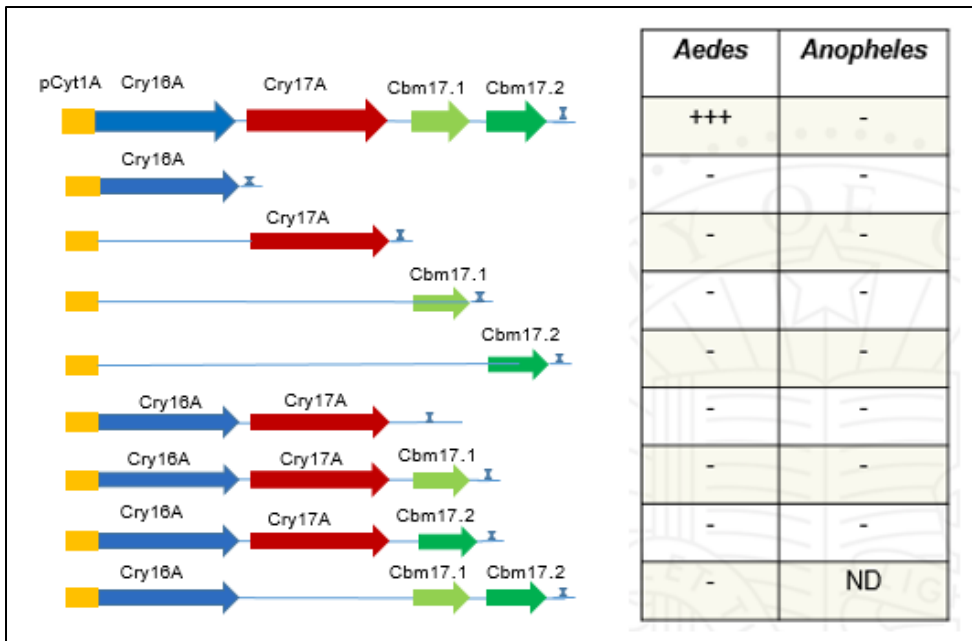 Aedes Anopheles
pCyt1A Cry16A Cry17A Cbm17.1 Cbm17.2
+++ -
Cry16A
- -
Cry17A
- -
Cbm17.1
- -
Cbm17.2
- -
Cry16A Cry17A
- -
Cry16A Cry17A Cbm17.1
- -
Cry16A Cry17A Cbm17.2
- -
Cry16A Cbm17.1 Cbm17.2
- ND